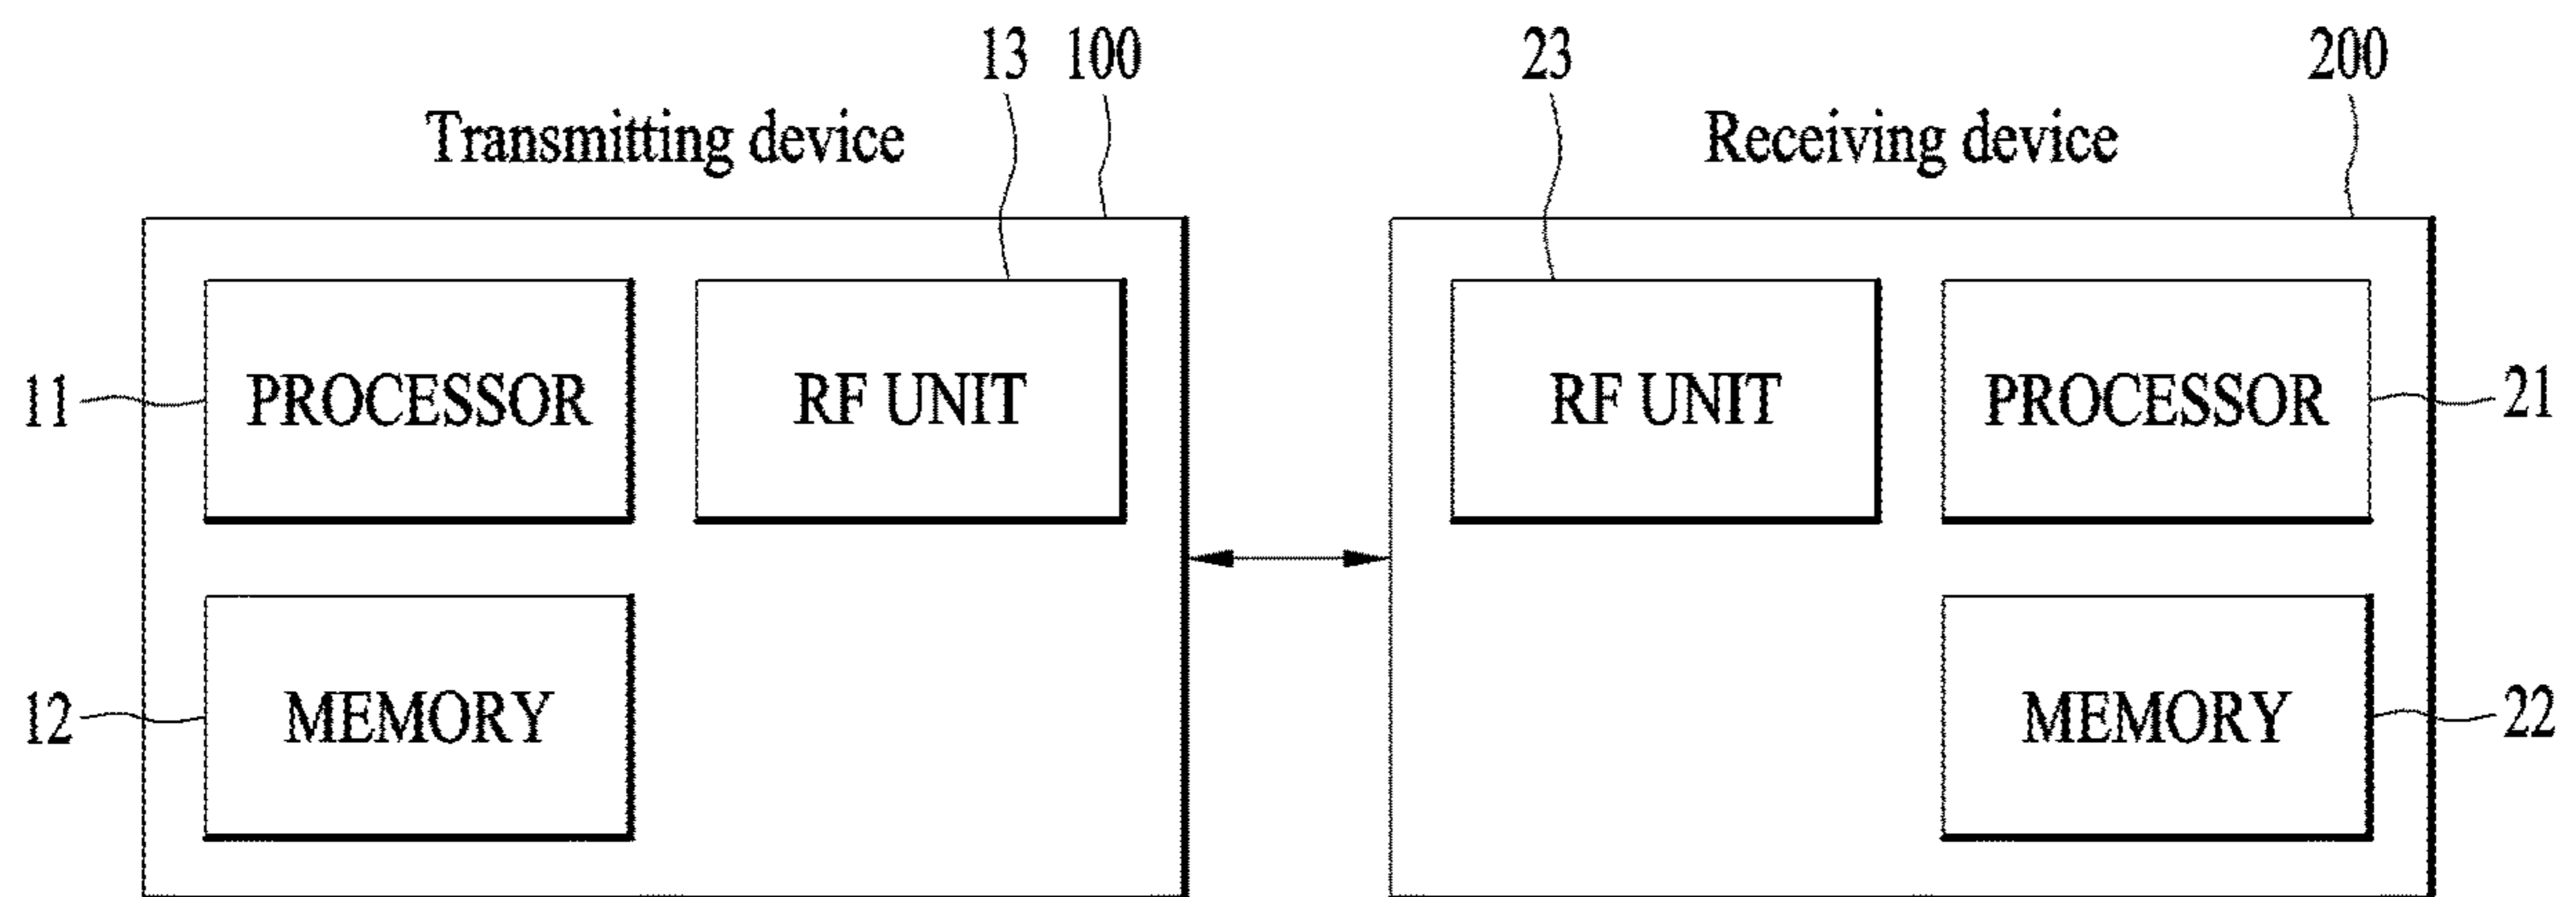 13 100 23 200
Transmitting device Receiving device
11 PROCESSOR RF UNIT RF UNIT PROCESSOR 21
12 MEMORY MEMORY 22